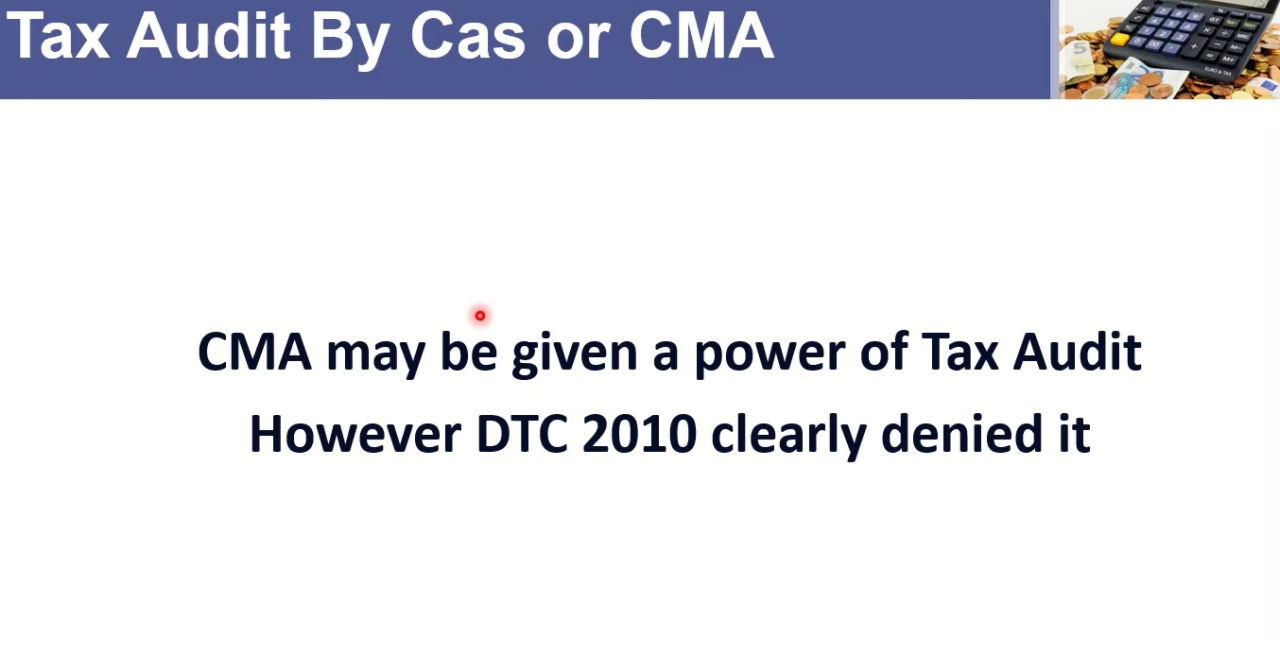 Tax Audit By Cas or CMA
CMA may be given a power of Tax Audit
However DTC 2010 clearly denied it